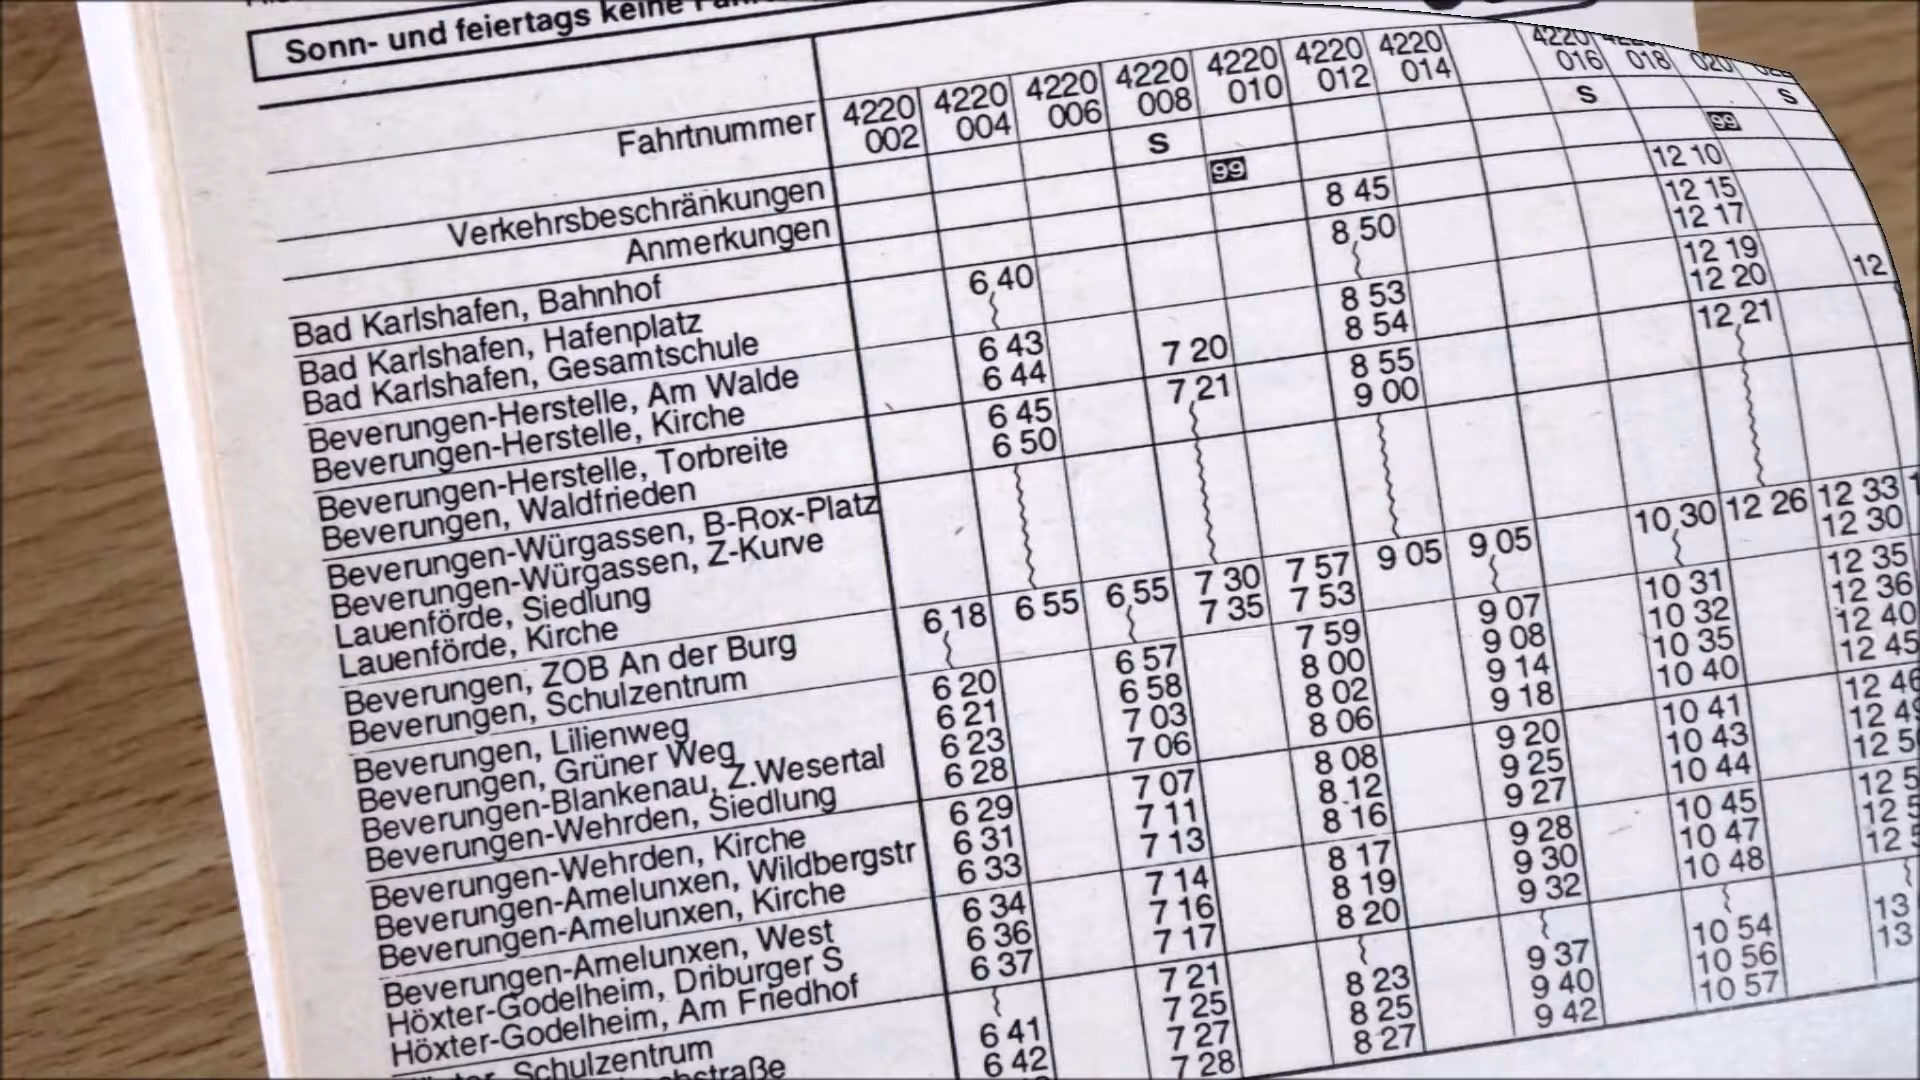 Sonn- und feiertags keine
Fahrtnummer 4220 002 4220 004 4220 006 4220 008 4220 010 4220 012 4220 014 4220 016 018 020
Verkehrsbeschränkungen S S S
Anmerkungen 99 99
Bad Karlshafen, Bahnhof 8 45 12 10
Bad Karlshafen, Hafenplatz 6 40 8 50 12 15
Bad Karlshafen, Gesamtschule 12 17
Beverungen-Herstelle, Am Walde 6 43 8 53 12 19
Beverungen-Herstelle, Kirche 6 44 7 20 8 54 12 20 12
Beverungen-Herstelle, Torbreite 6 45 7 21 8 55 12 21
Beverungen, Waldfrieden 6 50 9 00
Beverungen-Würgassen, B-Rox-Platz
Beverungen-Würgassen, Z-Kurve
Lauenförde, Siedlung
Lauenförde, Kirche
Beverungen, ZOB An der Burg 6 18 6 55 6 55 7 30 7 57 9 05 9 05 10 30 12 26 12 33
Beverungen, Schulzentrum 7 35 7 53 12 30
Beverungen, Lilienweg 6 20 6 57 7 59 9 07 10 31 12 35
Beverungen, Grüner Weg 6 21 6 58 8 00 9 08 10 32 12 36
Beverungen-Blankenau, Z.Wesertal 6 23 7 03 8 02 9 14 10 35 12 40
Beverungen-Wehrden, Siedlung 6 28 7 06 8 06 9 18 10 40 12 45
Beverungen-Wehrden, Kirche 6 29 7 07 8 08 9 20 10 41 12 46
Beverungen-Amelunxen, Wildbergstr 6 31 7 11 8 12 9 25 10 43 12 49
Beverungen-Amelunxen, Kirche 6 33 7 13 8 16 9 27 10 44
Beverungen-Amelunxen, West 6 34 7 14 8 17 9 28 10 45
Höxter-Godelheim, Driburger S 6 36 7 16 8 19 9 30 10 47
Höxter-Godelheim, Am Friedhof 6 37 7 17 8 20 9 32 10 48
Schulzentrum 7 21
6 41 7 25 8 23 9 37 10 54 13
6 42 7 27 8 25 9 40 10 56 13
7 28 8 27 9 42 10 57